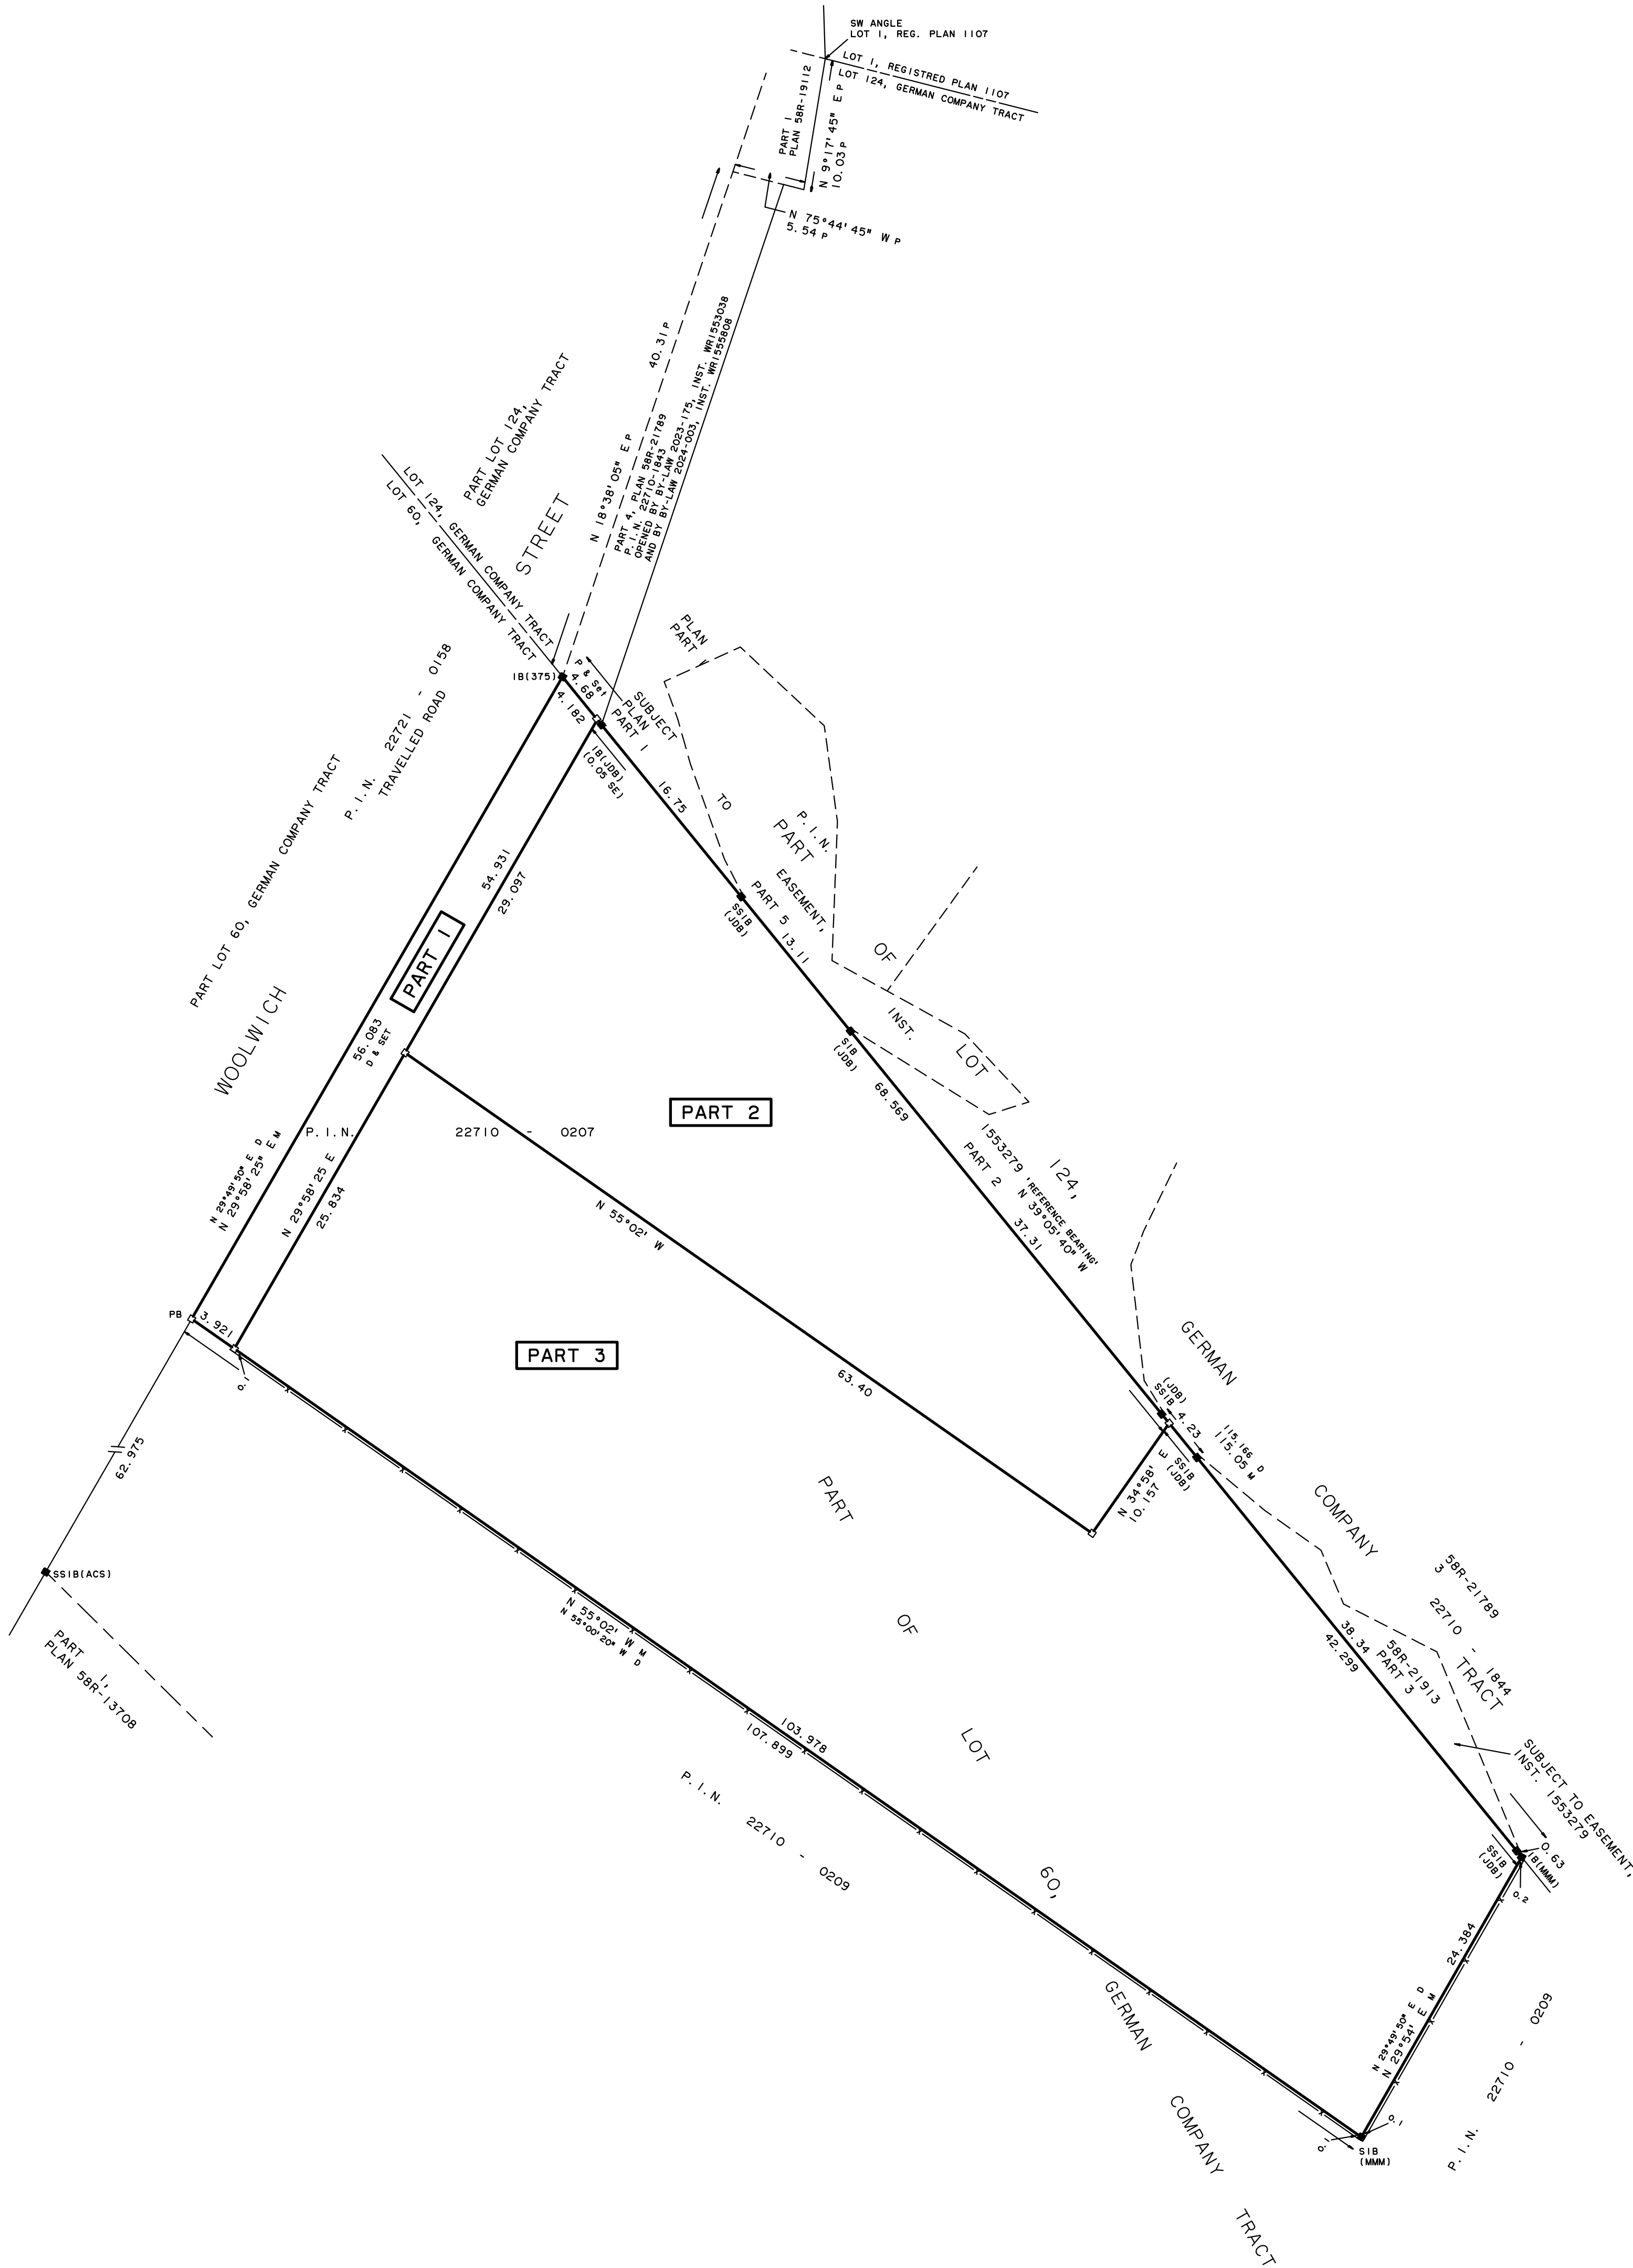 SW ANGLE
LOT 1, REG. PLAN 1107
LOT 1, REGISTRED PLAN 1107
LOT 124, GERMAN COMPANY TRACT
PART 1
PLAN 58R-19112
N 9°17'45" E P
10.03 P
N 75°44'45" W P
5.54 P
N 18°38'05" E P
40.31 P
PART 4, PLAN 58R-21789
P.I.N. 22710-1843
OPENED BY BY-LAW 2023-175, INST. WR1553038
AND BY BY-LAW 2024-003, INST. WR1555808
PART LOT 124,
GERMAN COMPANY TRACT
LOT 124, GERMAN COMPANY TRACT
LOT 60, GERMAN COMPANY TRACT
WOOLWICH STREET
P.I.N. 22721 - 0158
TRAVELLED ROAD
PART LOT 60, GERMAN COMPANY TRACT
IB(375)
P & Set
4.68
4.182
IB(JDB)
(0.05 SE)
SUBJECT TO EASEMENT, INST. 1553279
PLAN
PART 1
PART 5
PART 2
58R-21913
PART 3
PLAN 58R-21789
PART 3
P.I.N. 22710 - 1844
PART OF LOT 124, GERMAN COMPANY TRACT
16.75
SSIB
(JDB)
13.11
SIB
(JDB)
68.569
'REFERENCE BEARING'
N 39°05'40" W
37.31
(JDB)
SSIB
4.23
115.166 D
115.05 M
SSIB
(JDB)
38.34
42.299
SUBJECT TO EASEMENT,
INST. 1553279
0.63
SSIB
(JDB)
IB(MMM)
0.2
24.384
N 29°49'50" E D
N 29°54' E M
P.I.N. 22710 - 0209
0.1
0.1
SIB
(MMM)
54.931
29.097
PART 1
56.083
D & SET
N 29°49'50" E D
N 29°58'25" E M
N 29°58'25 E
25.834
P.I.N. 22710 - 0207
PART 2
N 55°02' W
63.40
N 34°58' E
10.157
PART 3
PB
3.921
0.1
62.975
SSIB(ACS)
PART 1,
PLAN 58R-13708
N 55°02' W M
N 55°00'20" W D
103.978
107.899
P.I.N. 22710 - 0209
PART OF LOT 60, GERMAN COMPANY TRACT